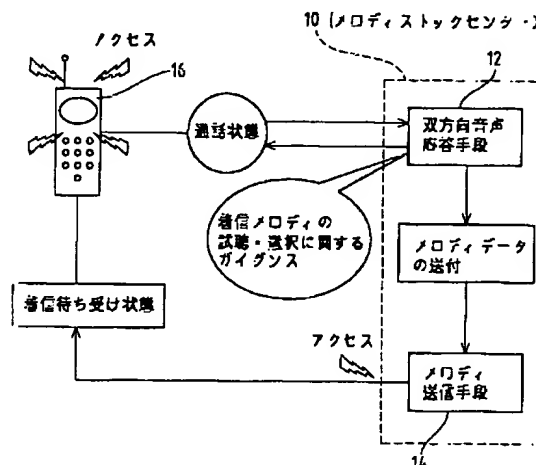 10 (メロディストックセンター)
アクセス
16
12
通話状態
双方向音声
応答手段
着信メロディの
試聴・選択に関する
ガイダンス
メロディデータ
の送付
着信待ち受け状態
アクセス
メロディ
送信手段
14